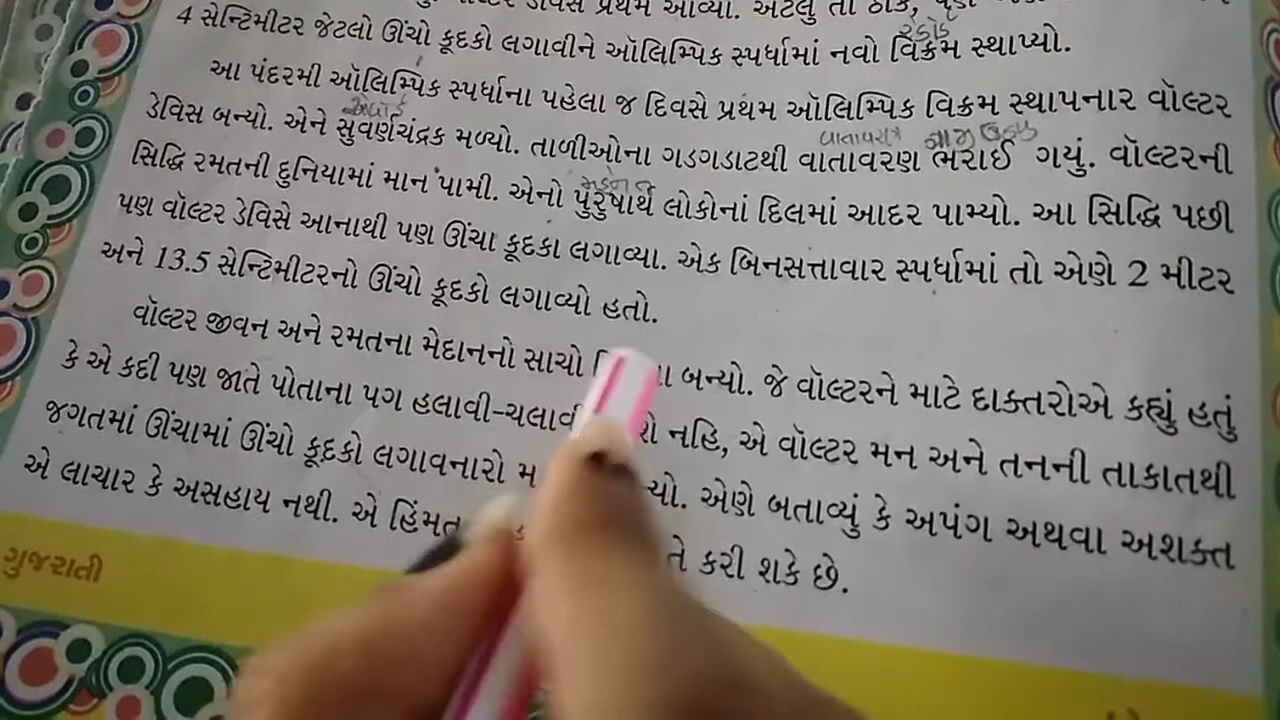 પ્રથમ આવ્યો. એટલું તો ઠીક, પણ
રેકોર્ડ
4 સેન્ટિમીટર જેટલો ઊંચો કૂદકો લગાવીને ઑલિમ્પિક સ્પર્ધામાં નવો વિક્રમ સ્થાપ્યો.
આ પંદરમી ઑલિમ્પિક સ્પર્ધાના પહેલા જ દિવસે પ્રથમ ઑલિમ્પિક વિક્રમ સ્થાપનાર વૉલ્ટર
ડેવિસ બન્યો. એને સુવર્ણચંદ્રક મળ્યો. તાળીઓના ગડગડાટથી વાતાવરણ ભરાઈ ગયું. વૉલ્ટરની
સિદ્ધિ રમતની દુનિયામાં માન પામી. એનો પુરુષાર્થ લોકોનાં દિલમાં આદર પામ્યો. આ સિદ્ધિ પછી
પણ વૉલ્ટર ડેવિસે આનાથી પણ ઊંચા કૂદકા લગાવ્યા. એક બિનસત્તાવાર સ્પર્ધામાં તો એણે 2 મીટર
અને 13.5 સેન્ટિમીટરનો ઊંચો કૂદકો લગાવ્યો હતો.
વૉલ્ટર જીવન અને રમતના મેદાનનો સાચો બન્યો. જે વૉલ્ટરને માટે દાક્તરોએ કહ્યું હતું
કે એ કદી પણ જાતે પોતાના પગ હલાવી-ચલાવી નહિ, એ વૉલ્ટર મન અને તનની તાકાતથી
જગતમાં ઊંચામાં ઊંચો કૂદકો લગાવનારો એણે બતાવ્યું કે અપંગ અથવા અશક્ત
એ લાચાર કે અસહાય નથી. એ હિંમત તે કરી શકે છે.
ગુજરાતી